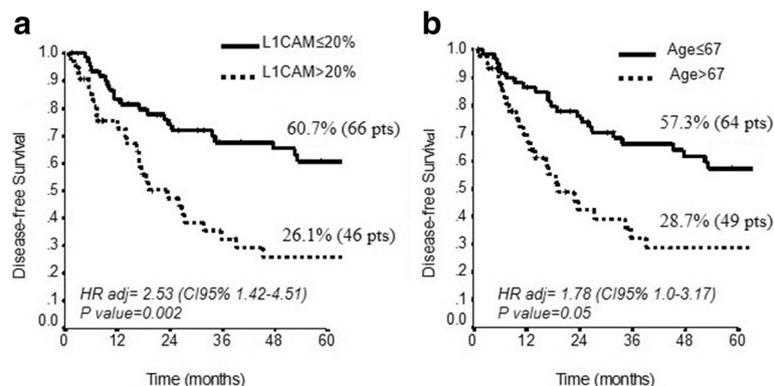 a
L1CAM≤20%
L1CAM>20%
Disease-free Survival
1.0
.9
.8
.7
.6
.5
.4
.3
.2
.1
0.0
60.7% (66 pts)
26.1% (46 pts)
HR adj= 2.53 (CI95% 1.42-4.51)
P value=0.002
0 12 24 36 48 60
Time (months)
b
Age≤67
Age>67
Disease-free Survival
1.0
.9
.8
.7
.6
.5
.4
.3
.2
.1
0.0
57.3% (64 pts)
28.7% (49 pts)
HR adj= 1.78 (CI95% 1.0-3.17)
P value=0.05
0 12 24 36 48 60
Time (months)